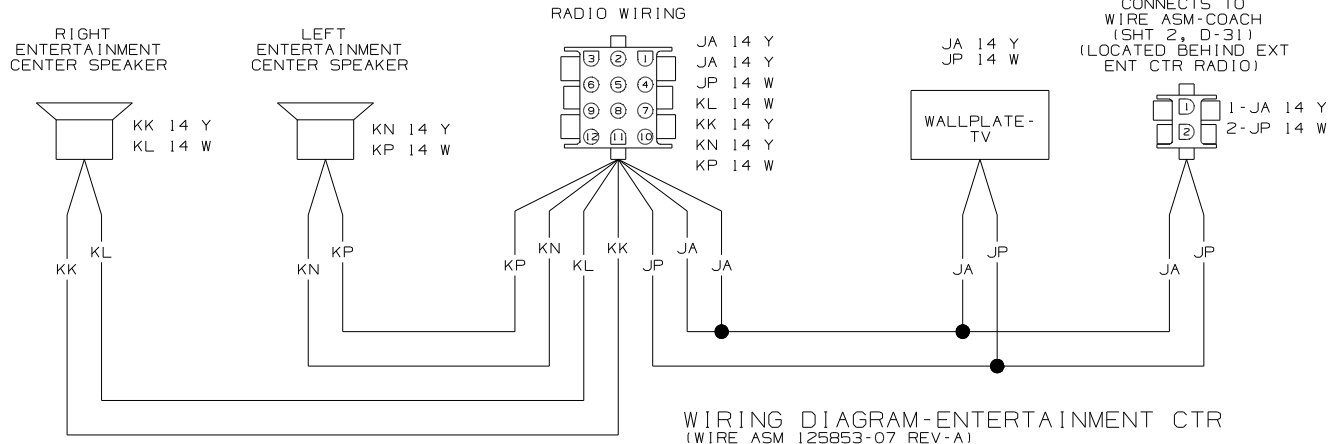 RADIO WIRING
RIGHT
ENTERTAINMENT
CENTER SPEAKER
KK 14 Y
KL 14 W
LEFT
ENTERTAINMENT
CENTER SPEAKER
KN 14 Y
KP 14 W
3 2 1
6 5 4
9 8 7
12 11 10
JA 14 Y
JA 14 Y
JP 14 W
KL 14 W
KK 14 Y
KN 14 Y
KP 14 W
JA 14 Y
JP 14 W
WALLPLATE-
TV
CONNECTS TO
WIRE ASM-COACH
(SHT 2, D-31)
(LOCATED BEHIND EXT
ENT CTR RADIO)
1
2
1-JA 14 Y
2-JP 14 W
KK
KL
KN
KP
KP
KN
KL
KK
JP
JA
JA
JA
JP
JA
JP
WIRING DIAGRAM-ENTERTAINMENT CTR
(WIRE ASM 125853-07 REV-A)